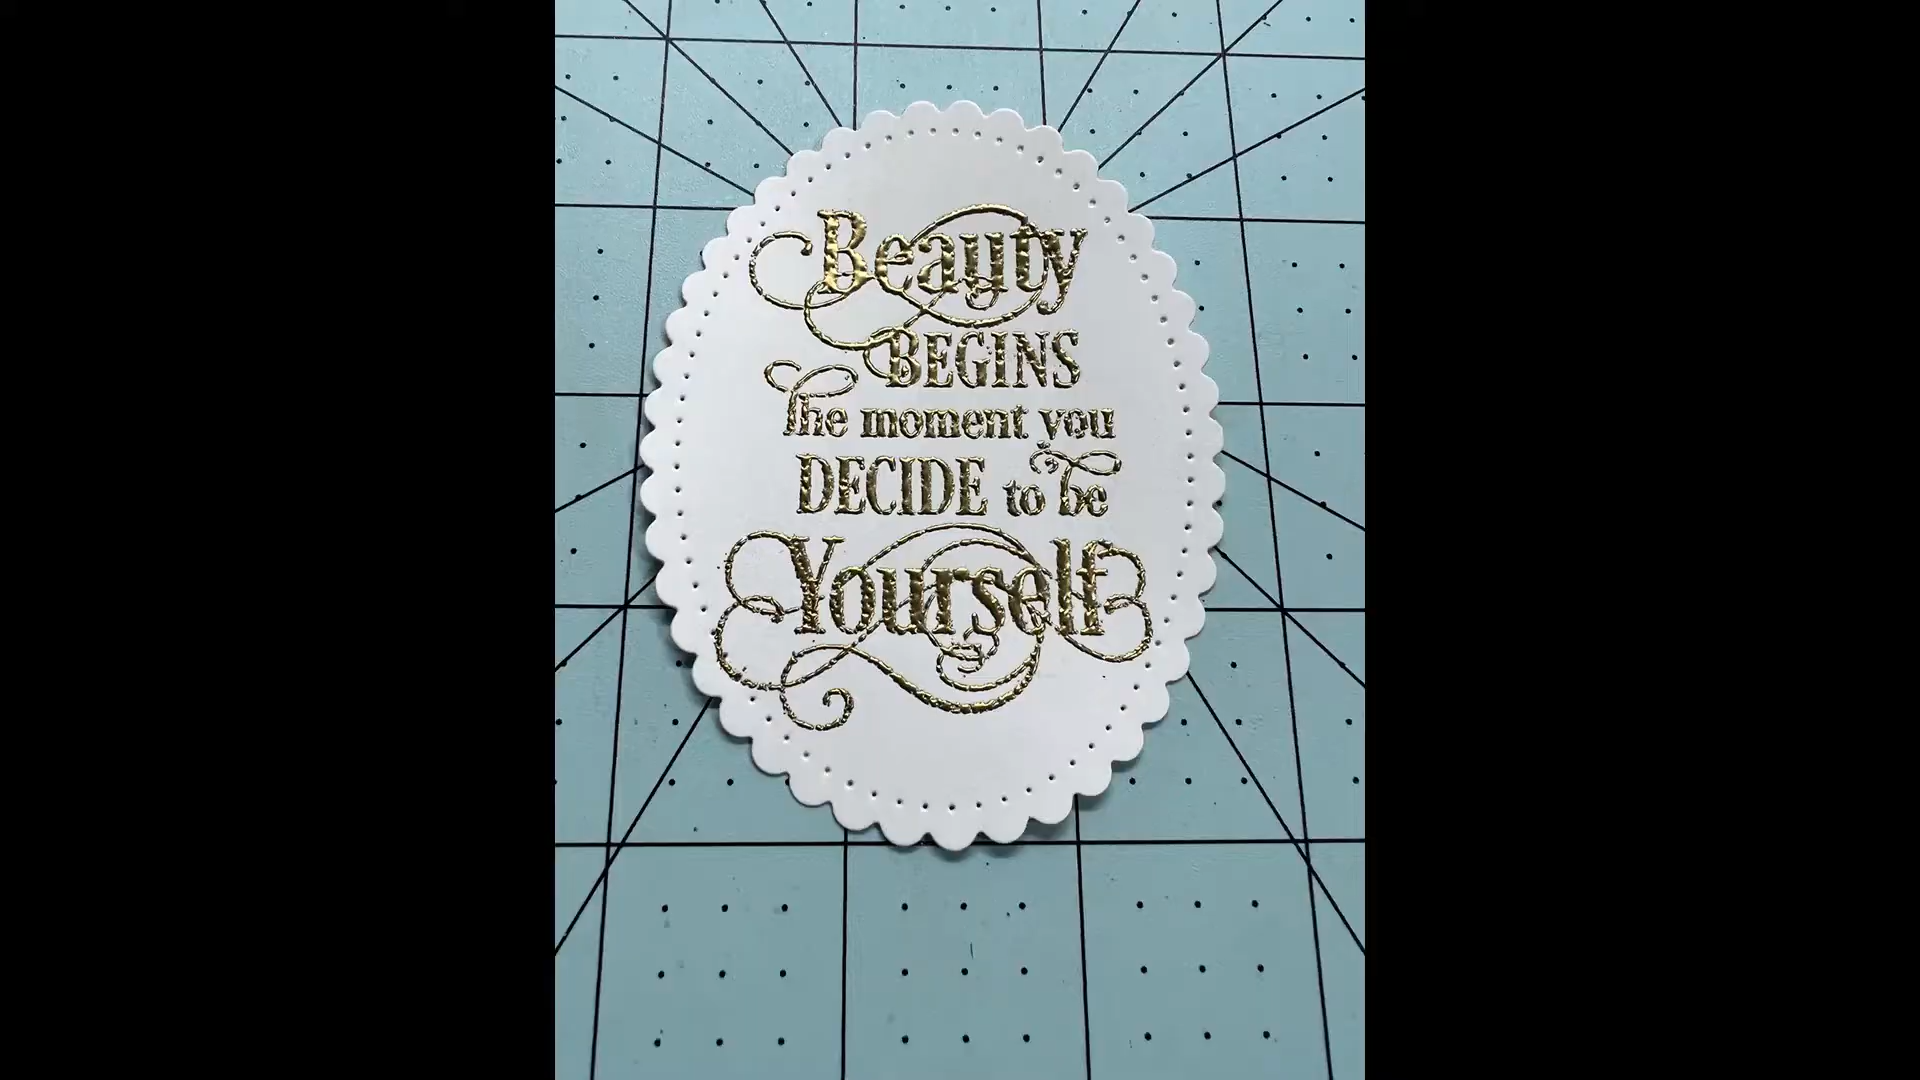 Beauty
BEGINS
The moment you
DECIDE to be
Yourself